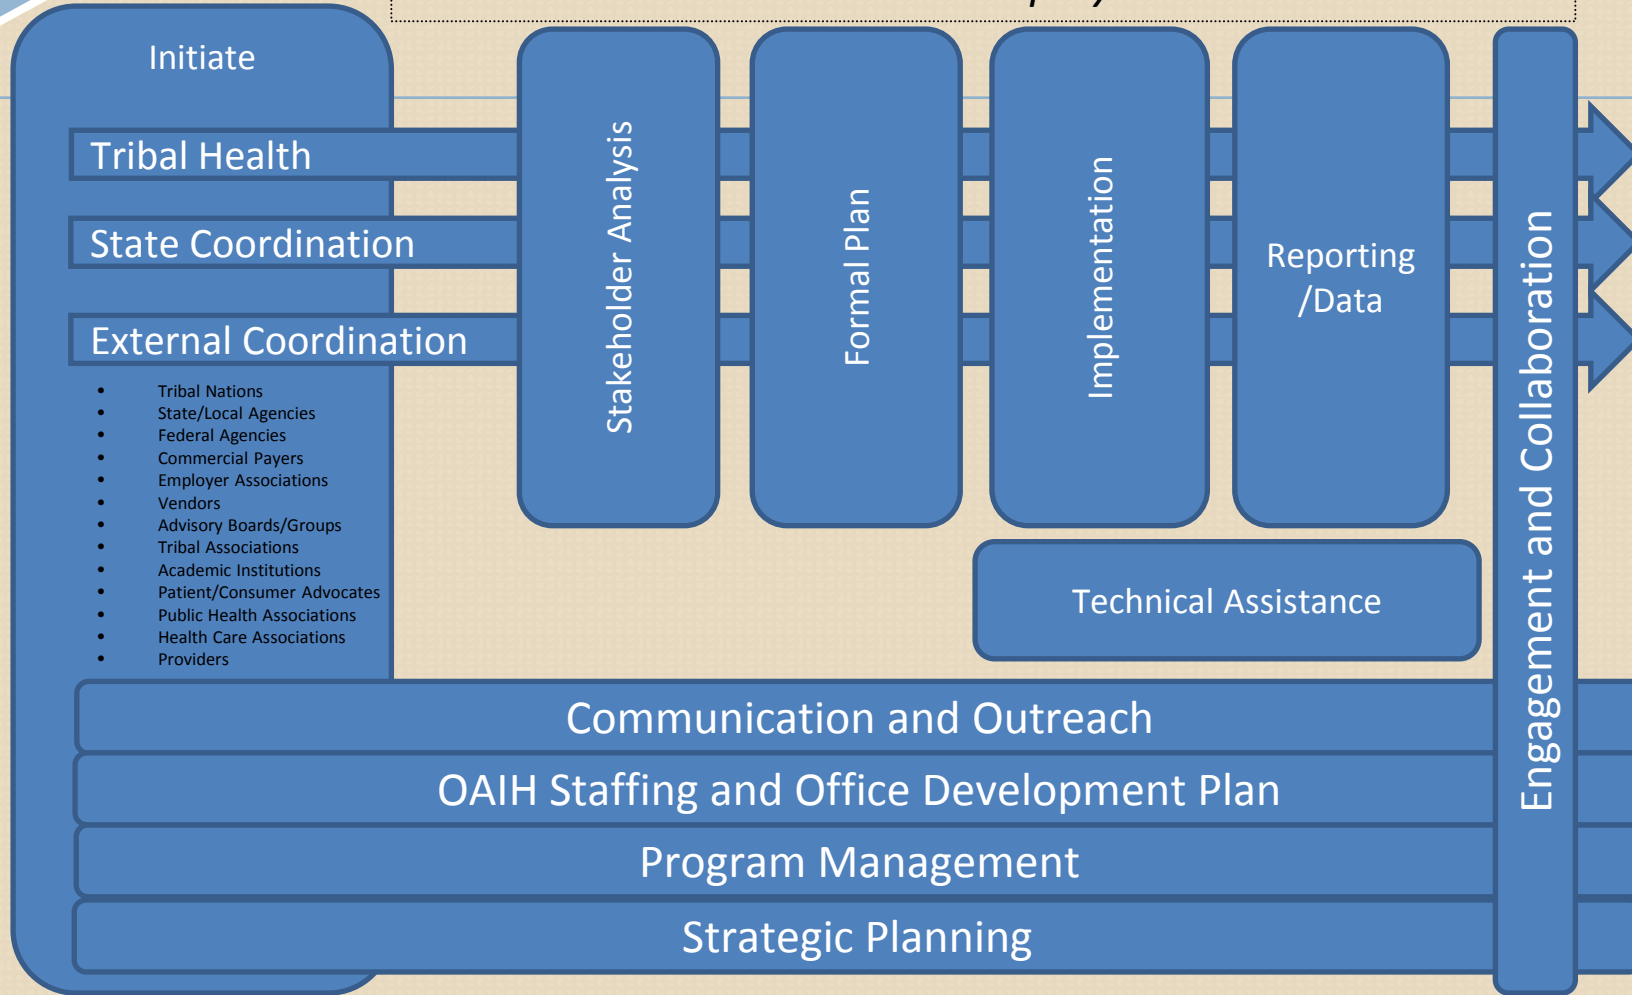 Initiate
Tribal Health
State Coordination
External Coordination
• Tribal Nations
• State/Local Agencies
• Federal Agencies
• Commercial Payers
• Employer Associations
• Vendors
• Advisory Boards/Groups
• Tribal Associations
• Academic Institutions
• Patient/Consumer Advocates
• Public Health Associations
• Health Care Associations
• Providers
Stakeholder Analysis
Formal Plan
Implementation
Reporting
/Data
Technical Assistance
Engagement and Collaboration
Communication and Outreach
OAIH Staffing and Office Development Plan
Program Management
Strategic Planning